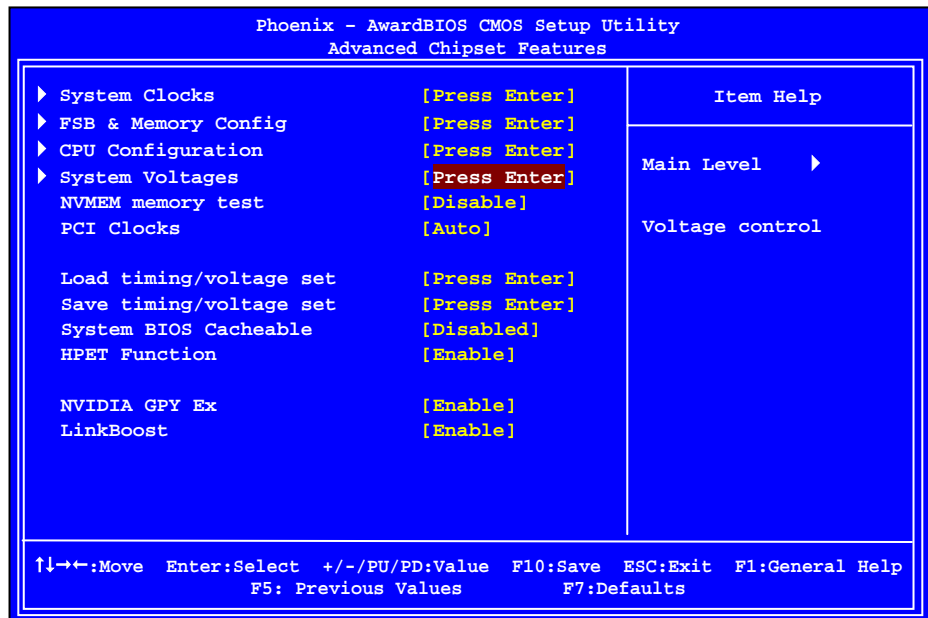 Phoenix – AwardBIOS CMOS Setup Utility
Advanced Chipset Features
System Clocks [Press Enter]
FSB & Memory Config [Press Enter]
CPU Configuration [Press Enter]
System Voltages [Press Enter]
NVMEM memory test [Disable]
PCI Clocks [Auto]
Load timing/voltage set [Press Enter]
Save timing/voltage set [Press Enter]
System BIOS Cacheable [Disabled]
HPET Function [Enable]
NVIDIA GPY Ex [Enable]
LinkBoost [Enable]
Item Help
Main Level
Voltage control
↑↓→←:Move Enter:Select +/-/PU/PD:Value F10:Save ESC:Exit F1:General Help
F5: Previous Values F7:Defaults